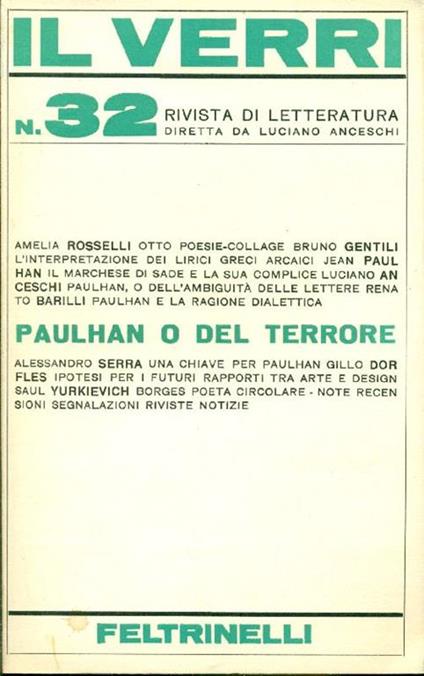 IL VERRI
N. 32 RIVISTA DI LETTERATURA
DIRETTA DA LUCIANO ANCESCHI
AMELIA ROSSELLI OTTO POESIE-COLLAGE BRUNO GENTILI
L'INTERPRETAZIONE DEI LIRICI GRECI ARCAICI JEAN PAUL
HAN IL MARCHESE DI SADE E LA SUA COMPLICE LUCIANO AN
CESCHI PAULHAN, O DELL'AMBIGUITÀ DELLE LETTERE RENA
TO BARILLI PAULHAN E LA RAGIONE DIALETTICA
PAULHAN O DEL TERRORE
ALESSANDRO SERRA UNA CHIAVE PER PAULHAN GILLO DOR
FLES IPOTESI PER I FUTURI RAPPORTI TRA ARTE E DESIGN
SAUL YURKIEVICH BORGES POETA CIRCOLARE - NOTE RECEN
SIONI SEGNALAZIONI RIVISTE NOTIZIE
FELTRINELLI